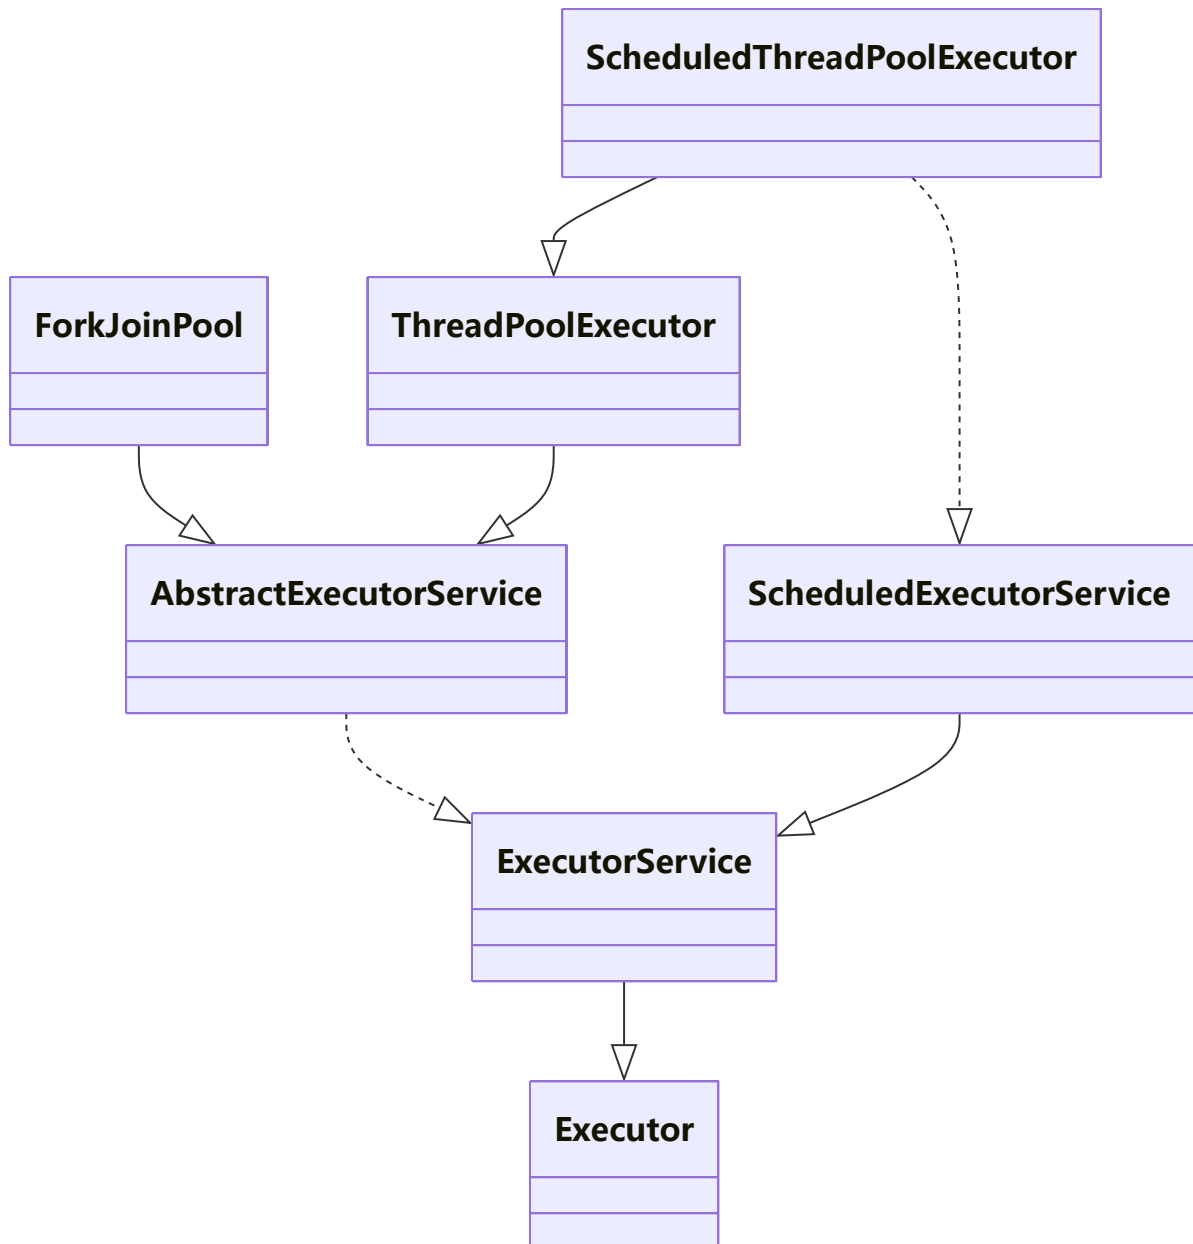 ScheduledThreadPoolExecutor
ForkJoinPool
ThreadPoolExecutor
AbstractExecutorService
ScheduledExecutorService
ExecutorService
Executor